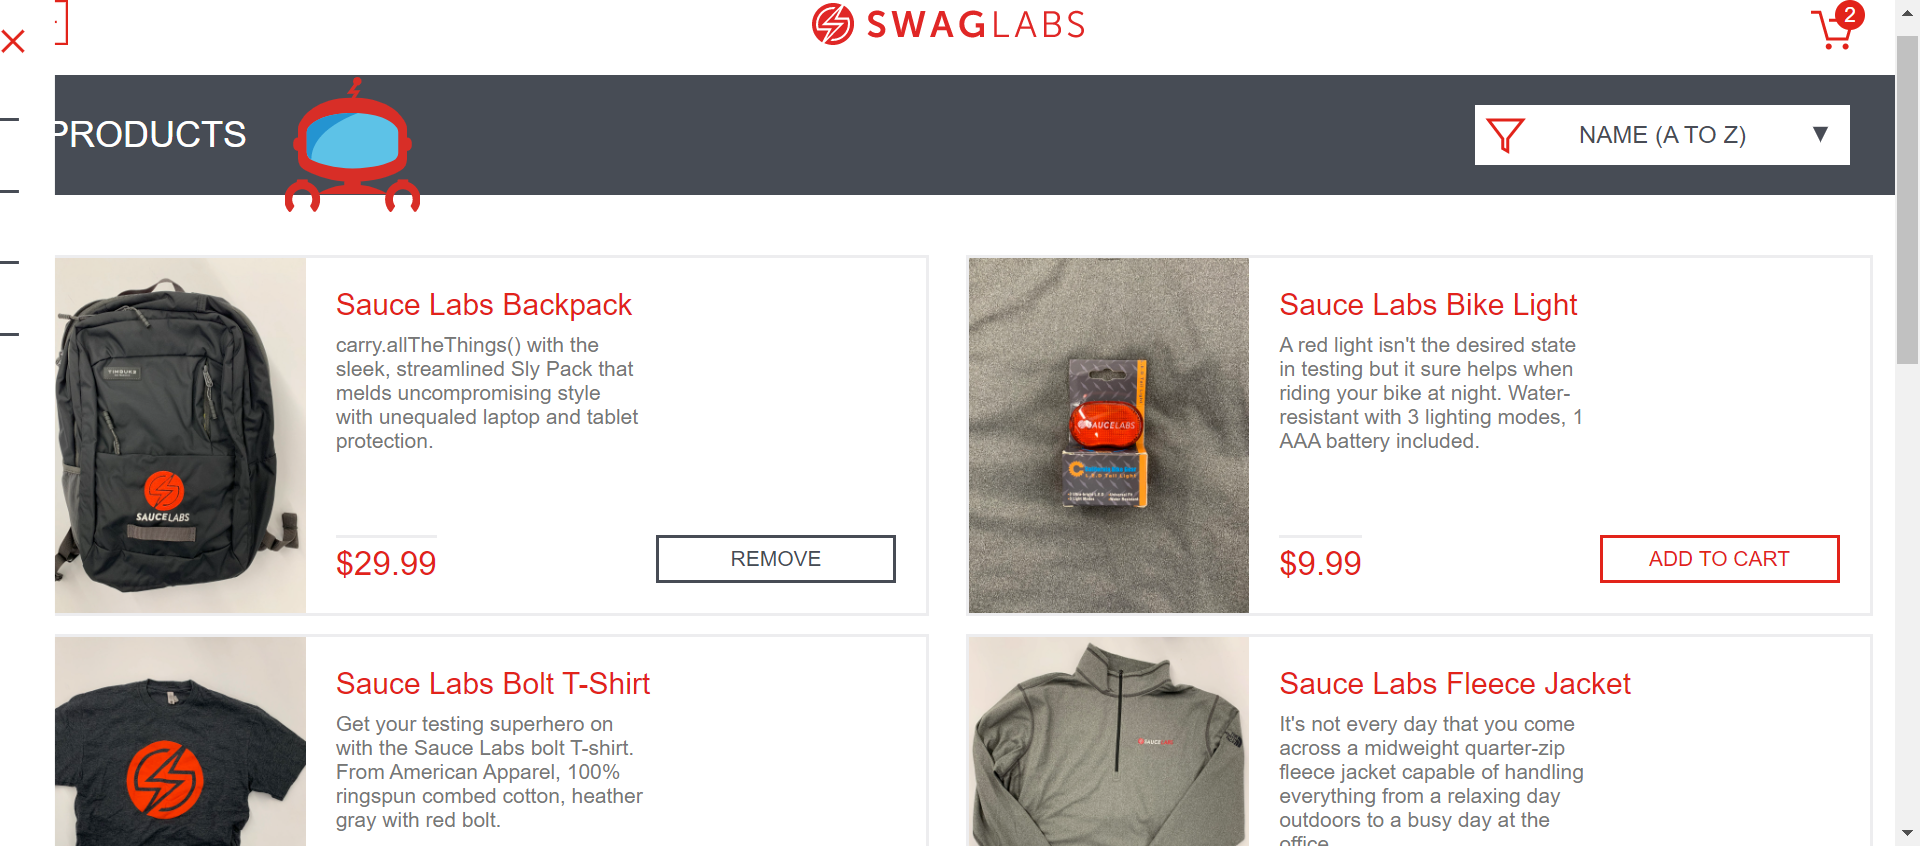 SWAGLABS
2
PRODUCTS
NAME (A TO Z)
Sauce Labs Backpack
carry.allTheThings() with the
sleek, streamlined Sly Pack that
melds uncompromising style
with unequaled laptop and tablet
protection.
$29.99
REMOVE
SAUCELABS
Sauce Labs Bike Light
A red light isn't the desired state
in testing but it sure helps when
riding your bike at night. Water-
resistant with 3 lighting modes, 1
AAA battery included.
$9.99
ADD TO CART
SAUCELABS
Sauce Labs Bolt T-Shirt
Get your testing superhero on
with the Sauce Labs bolt T-shirt.
From American Apparel, 100%
ringspun combed cotton, heather
gray with red bolt.
Sauce Labs Fleece Jacket
It's not every day that you come
across a midweight quarter-zip
fleece jacket capable of handling
everything from a relaxing day
outdoors to a busy day at the
office
SAUCELABS